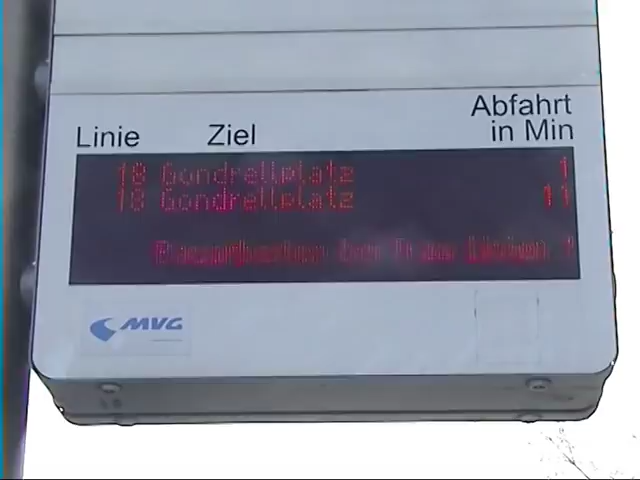 Abfahrt
Linie Ziel in Min
18 Gondrellplatz 1
18 Gondrellplatz 11
MVG